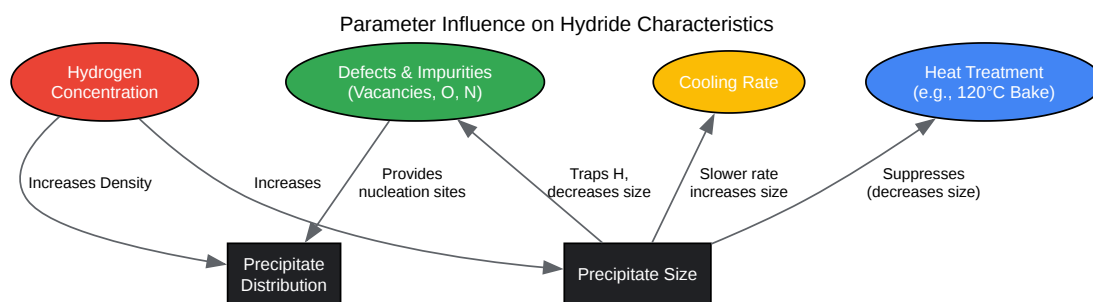 Parameter Influence on Hydride Characteristics
Hydrogen
Concentration
Defects & Impurities
(Vacancies, O, N)
Cooling Rate
Heat Treatment
(e.g., 120°C Bake)
Increases Density
Increases
Provides
nucleation sites
Traps H,
decreases size
Slower rate
increases size
Suppresses
(decreases size)
Precipitate
Distribution
Precipitate Size